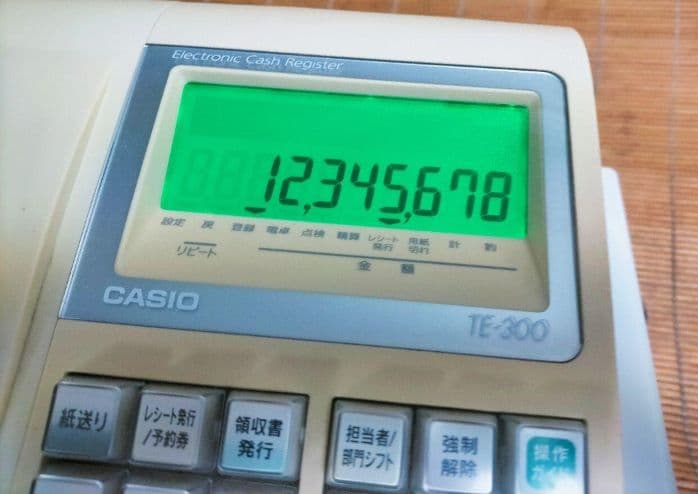 Electronic Cash Register
12,345,678
設定 戻 登録 電卓 点検 精算 レシート発行 用紙切れ 計 釣
リピート 金 額
CASIO
TE-300
紙送り
レシート発行
/予約券
領収書
発行
担当者/
部門シフト
強制
解除
操作
ガイド